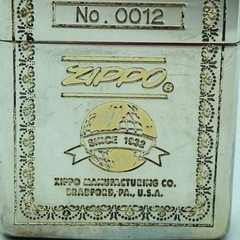 No. 0012
ZIPPO®
SINCE 1932
ZIPPO MANUFACTURING CO.
BRADFORD, PA., U.S.A.